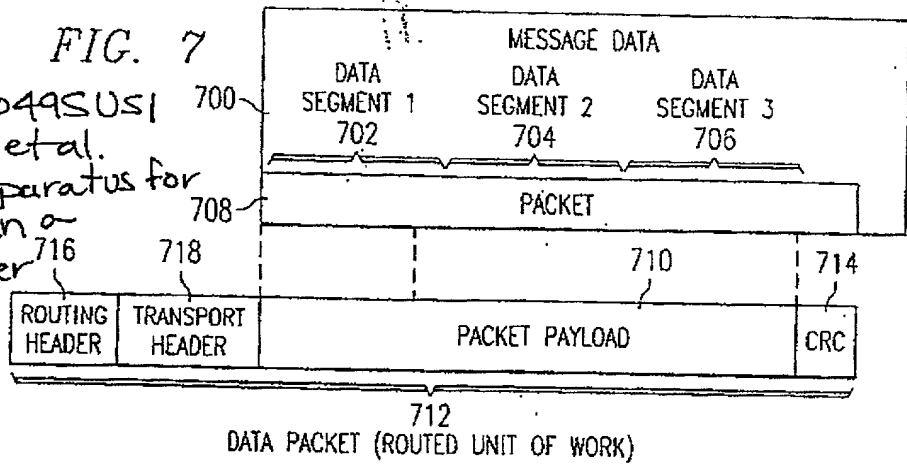 FIG. 7
et al.
paratus for
MESSAGE DATA
700
DATA SEGMENT 1
702
DATA SEGMENT 2
704
DATA SEGMENT 3
706
708
PACKET
716
718
710
714
ROUTING HEADER
TRANSPORT HEADER
PACKET PAYLOAD
CRC
712
DATA PACKET (ROUTED UNIT OF WORK)